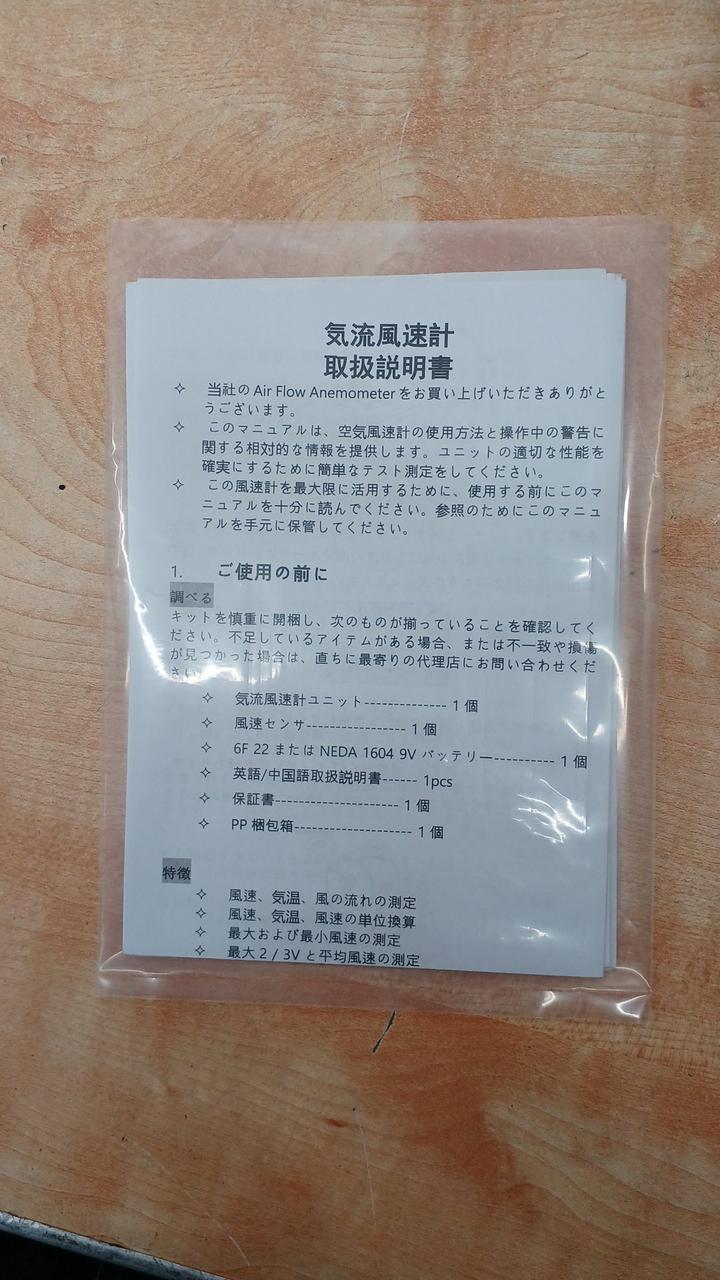 気流風速計
取扱説明書
✧ 当社の Air Flow Anemometer をお買い上げいただきありがと
うございます。
✧ このマニュアルは、空気風速計の使用方法と操作中の警告に
関する相対的な情報を提供します。ユニットの適切な性能を
確実にするために簡単なテスト測定をしてください。
✧ この風速計を最大限に活用するために、使用する前にこのマ
ニュアルを十分に読んでください。参照のためにこのマニュ
アルを手元に保管してください。
1. ご使用の前に
調べる
キットを慎重に開梱し、次のものが揃っていることを確認してく
ださい。不足しているアイテムがある場合、または不一致や損傷
が見つかった場合は、直ちに最寄りの代理店にお問い合わせくだ
さい。
✧ 気流風速計ユニット-------------- 1 個
✧ 風速センサ----------------- 1 個
✧ 6F 22 または NEDA 1604 9V バッテリー---------- 1 個
✧ 英語/中国語取扱説明書------ 1pcs
✧ 保証書--------------------- 1 個
✧ PP 梱包箱-------------------- 1 個
特徴
✧ 風速、気温、風の流れの測定
✧ 風速、気温、風速の単位換算
✧ 最大および最小風速の測定
✧ 最大 2 / 3V と平均風速の測定